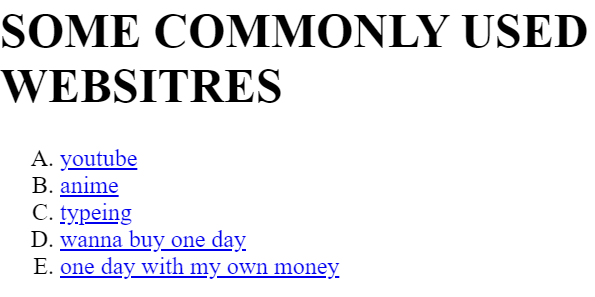 SOME COMMONLY USED
WEBSITRES
A. youtube
B. anime
C. typeing
D. wanna buy one day
E. one day with my own money